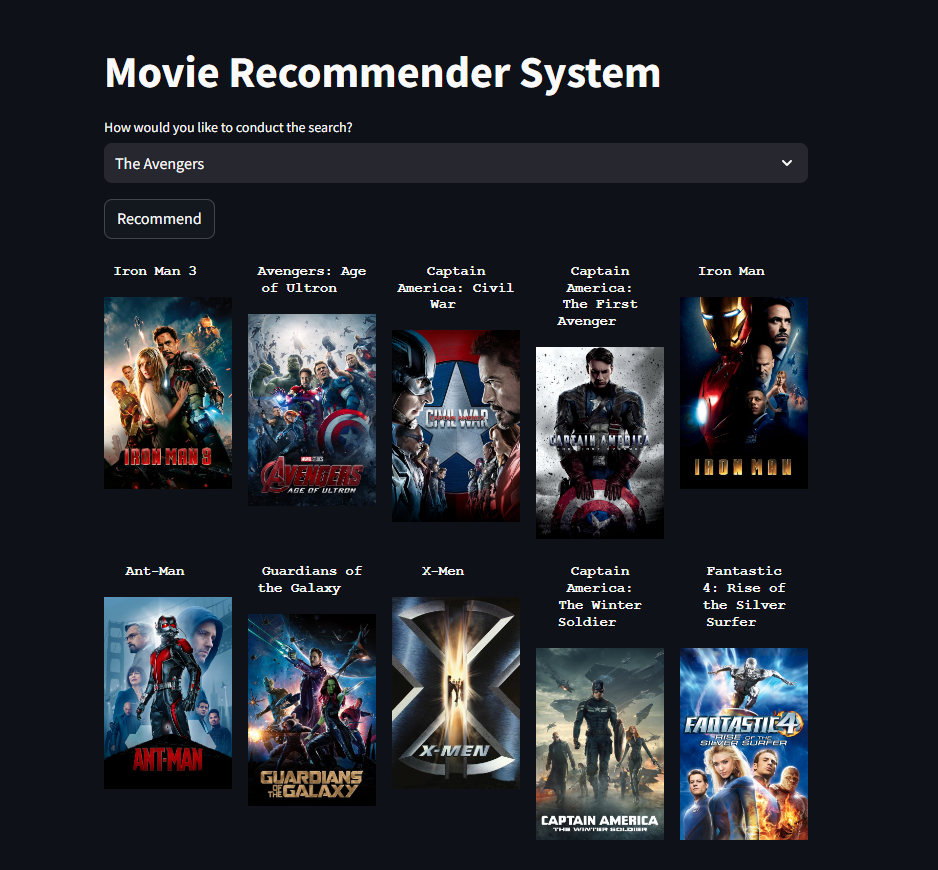 Movie Recommender System
How would you like to conduct the search?
The Avengers
Recommend
Iron Man 3
Avengers: Age
of Ultron
Captain
America: Civil
War
Captain
America:
The First
Avenger
Iron Man
IRON MAN 3
MARVEL STUDIOS
AVENGERS
AGE OF ULTRON
CAPTAIN AMERICA
CIVIL WAR
CAPTAIN AMERICA
IRON MAN
Ant-Man
Guardians of
the Galaxy
X-Men
Captain
America:
The Winter
Soldier
Fantastic
4: Rise of
the Silver
Surfer
ANT-MAN
GUARDIANS
OF THE GALAXY
X-MEN
CAPTAIN AMERICA
THE WINTER SOLDIER
FANTASTIC 4
RISE OF THE
SILVER SURFER